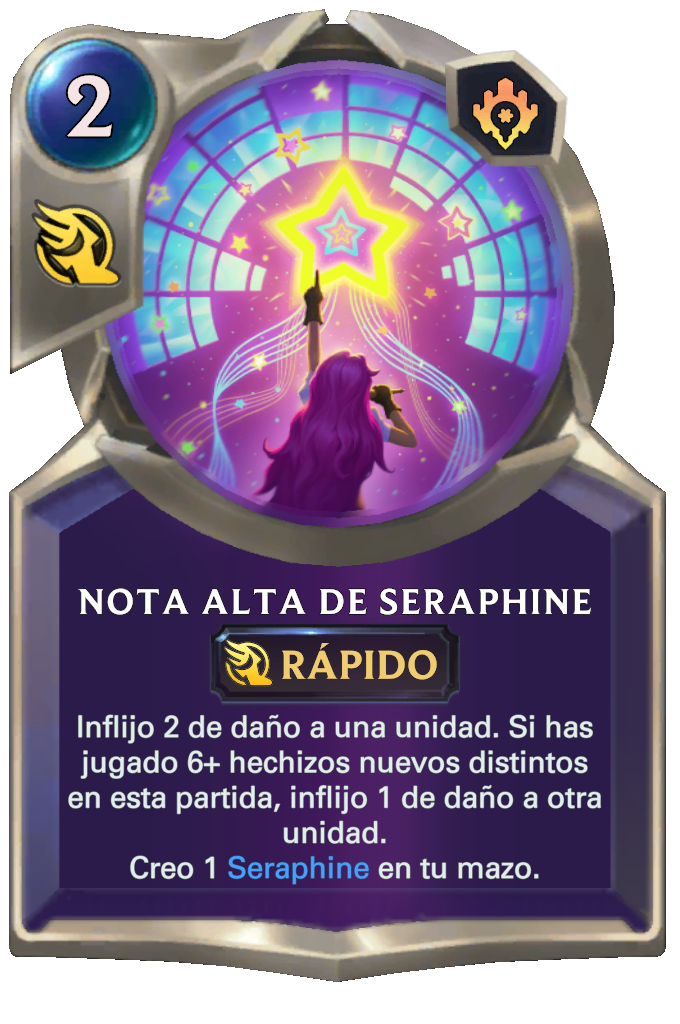 2
NOTA ALTA DE SERAPHINE
RÁPIDO
Inflijo 2 de daño a una unidad. Si has
jugado 6+ hechizos nuevos distintos
en esta partida, inflijo 1 de daño a otra
unidad.
Creo 1 Seraphine en tu mazo.